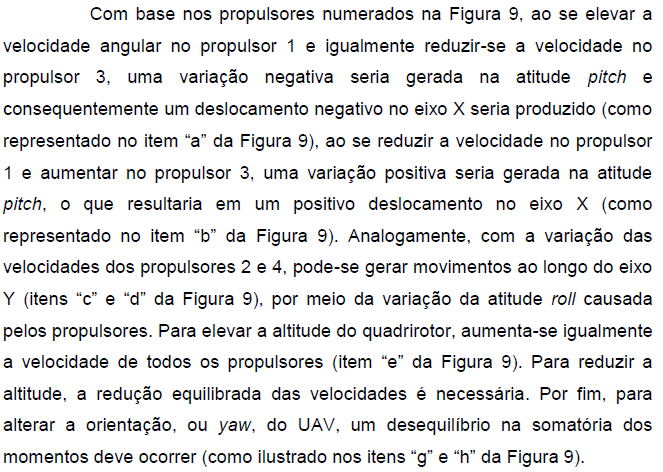 Com base nos propulsores numerados na Figura 9, ao se elevar a
velocidade angular no propulsor 1 e igualmente reduzir-se a velocidade no
propulsor 3, uma variação negativa seria gerada na atitude pitch e
consequentemente um deslocamento negativo no eixo X seria produzido (como
representado no item “a” da Figura 9), ao se reduzir a velocidade no propulsor
1 e aumentar no propulsor 3, uma variação positiva seria gerada na atitude
pitch, o que resultaria em um positivo deslocamento no eixo X (como
representado no item “b” da Figura 9). Analogamente, com a variação das
velocidades dos propulsores 2 e 4, pode-se gerar movimentos ao longo do eixo
Y (itens “c” e “d” da Figura 9), por meio da variação da atitude roll causada
pelos propulsores. Para elevar a altitude do quadrirotor, aumenta-se igualmente
a velocidade de todos os propulsores (item “e” da Figura 9). Para reduzir a
altitude, a redução equilibrada das velocidades é necessária. Por fim, para
alterar a orientação, ou yaw, do UAV, um desequilíbrio na somatória dos
momentos deve ocorrer (como ilustrado nos itens “g” e “h” da Figura 9).